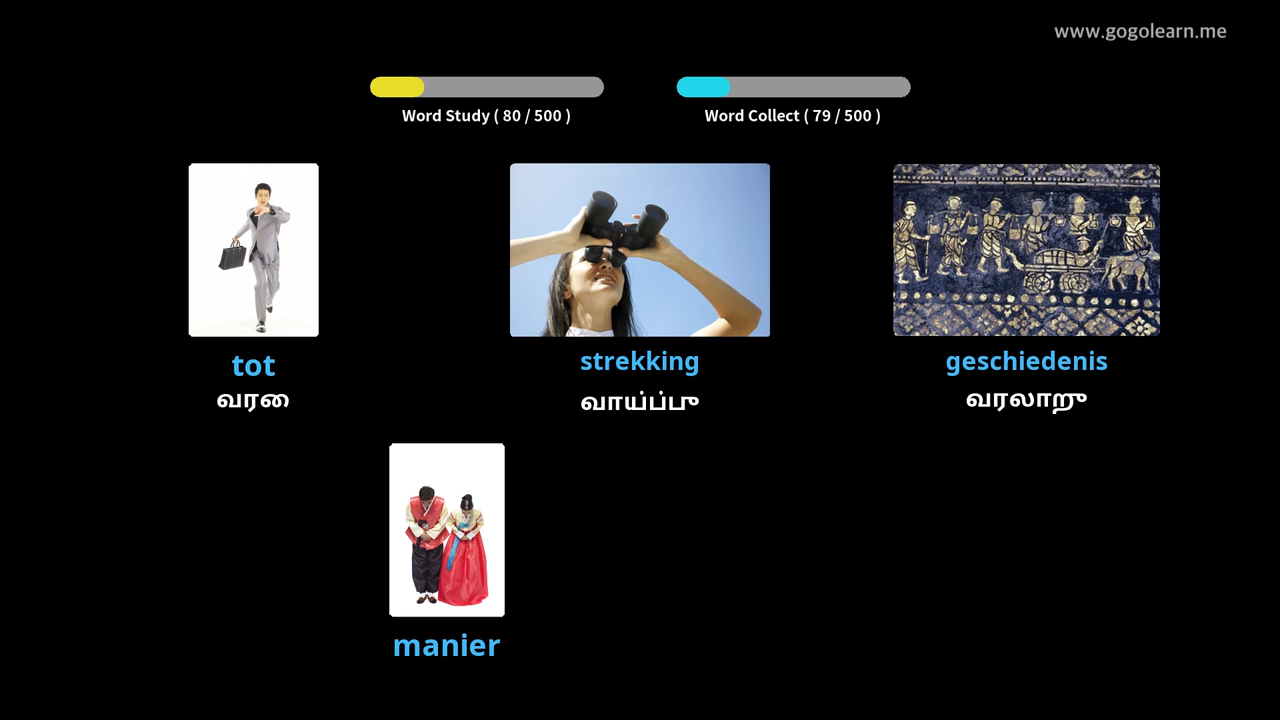 www.gogolearn.me
Word Study ( 80 / 500 )
Word Collect ( 79 / 500 )
tot
strekking
geschiedenis
வரை
வாய்ப்பு
வரலாறு
manier